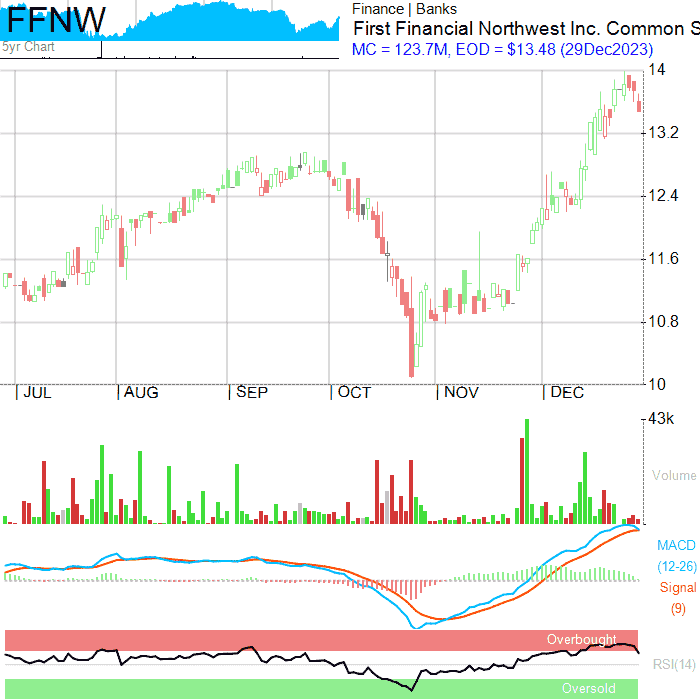 FFNW
5yr Chart
Finance | Banks
First Financial Northwest Inc. Common S
MC = 123.7M, EOD = $13.48 (29Dec2023)
14
13.2
12.4
11.6
10.8
10
| JUL | AUG | SEP | OCT | NOV | DEC
43k
Volume
MACD
(12-26)
Signal
(9)
Overbought
RSI(14)
Oversold